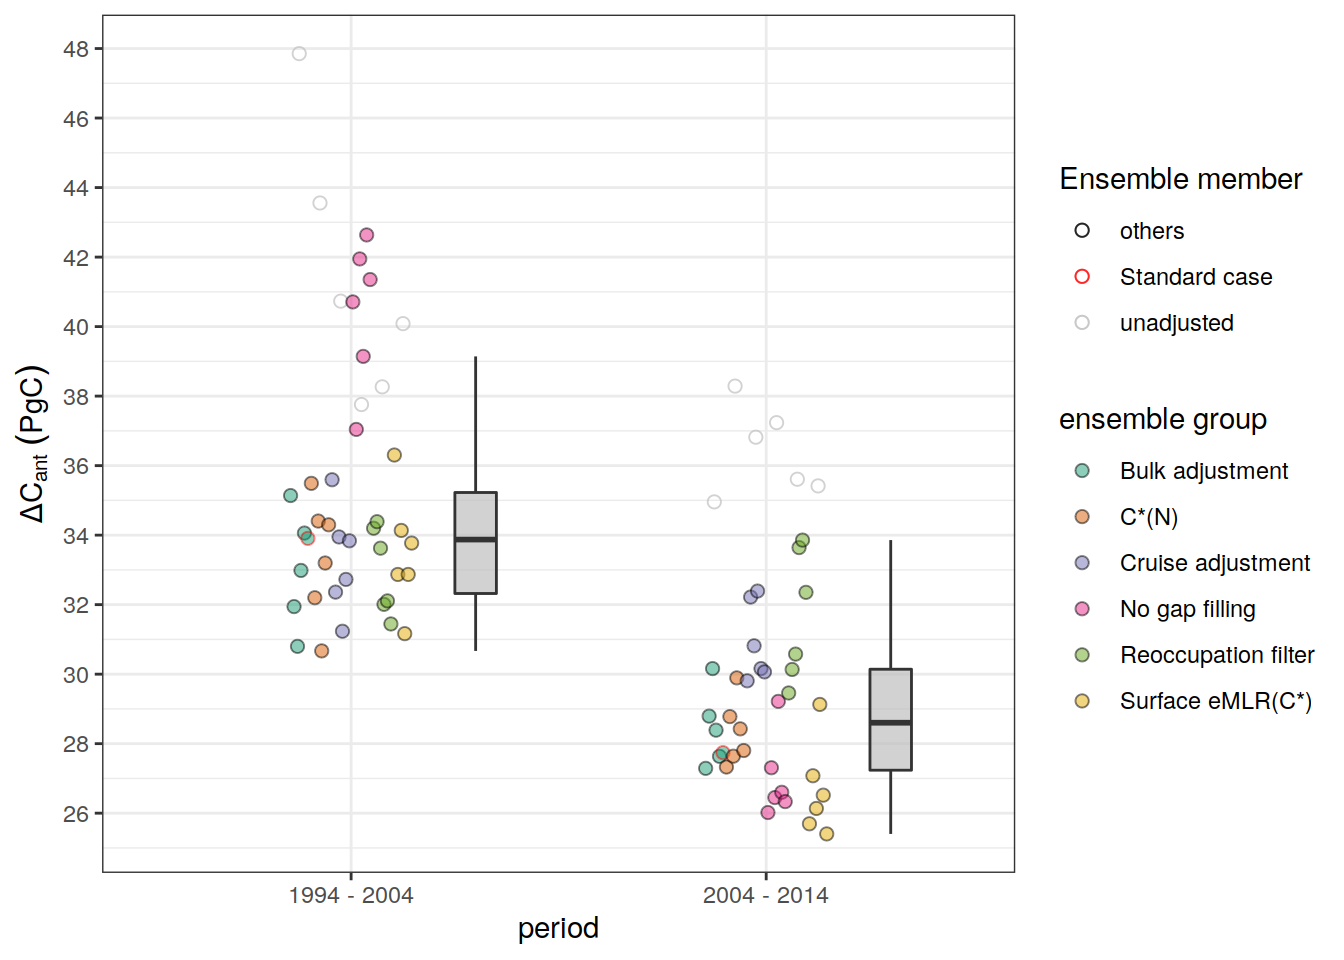 48
46
44
42
40
38
36
34
32
30
28
26
ΔCant (PgC)
1994 - 2004
2004 - 2014
period
Ensemble member
others
Standard case
unadjusted
ensemble group
Bulk adjustment
C*(N)
Cruise adjustment
No gap filling
Reoccupation filter
Surface eMLR(C*)